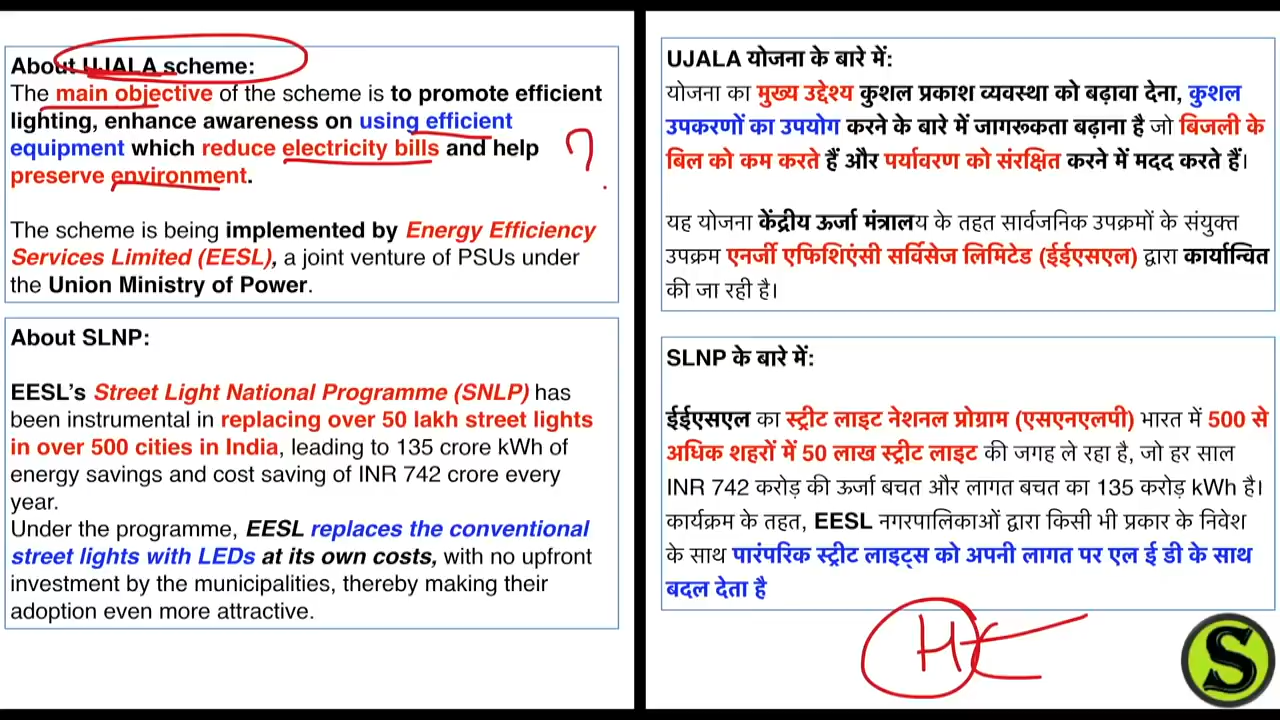 About UJALA scheme:
The main objective of the scheme is to promote efficient
lighting, enhance awareness on using efficient
equipment which reduce electricity bills and help
preserve environment.
?
The scheme is being implemented by Energy Efficiency
Services Limited (EESL), a joint venture of PSUs under
the Union Ministry of Power.
About SLNP:
EESL’s Street Light National Programme (SNLP) has
been instrumental in replacing over 50 lakh street lights
in over 500 cities in India, leading to 135 crore kWh of
energy savings and cost saving of INR 742 crore every
year.
Under the programme, EESL replaces the conventional
street lights with LEDs at its own costs, with no upfront
investment by the municipalities, thereby making their
adoption even more attractive.
UJALA योजना के बारे में:
योजना का मुख्य उद्देश्य कुशल प्रकाश व्यवस्था को बढ़ावा देना, कुशल
उपकरणों का उपयोग करने के बारे में जागरूकता बढ़ाना है जो बिजली के
बिल को कम करते हैं और पर्यावरण को संरक्षित करने में मदद करते हैं।
यह योजना केंद्रीय ऊर्जा मंत्रालय के तहत सार्वजनिक उपक्रमों के संयुक्त
उपक्रम एनर्जी एफिशिएंसी सर्विसेज लिमिटेड (ईईएसएल) द्वारा कार्यान्वित
की जा रही है।
SLNP के बारे में:
ईईएसएल का स्ट्रीट लाइट नेशनल प्रोग्राम (एसएनएलपी) भारत में 500 से
अधिक शहरों में 50 लाख स्ट्रीट लाइट की जगह ले रहा है, जो हर साल
INR 742 करोड़ की ऊर्जा बचत और लागत बचत का 135 करोड़ kWh है।
कार्यक्रम के तहत, EESL नगरपालिकाओं द्वारा किसी भी प्रकार के निवेश
के साथ पारंपरिक स्ट्रीट लाइट्स को अपनी लागत पर एल ई डी के साथ
बदल देता है
H
S